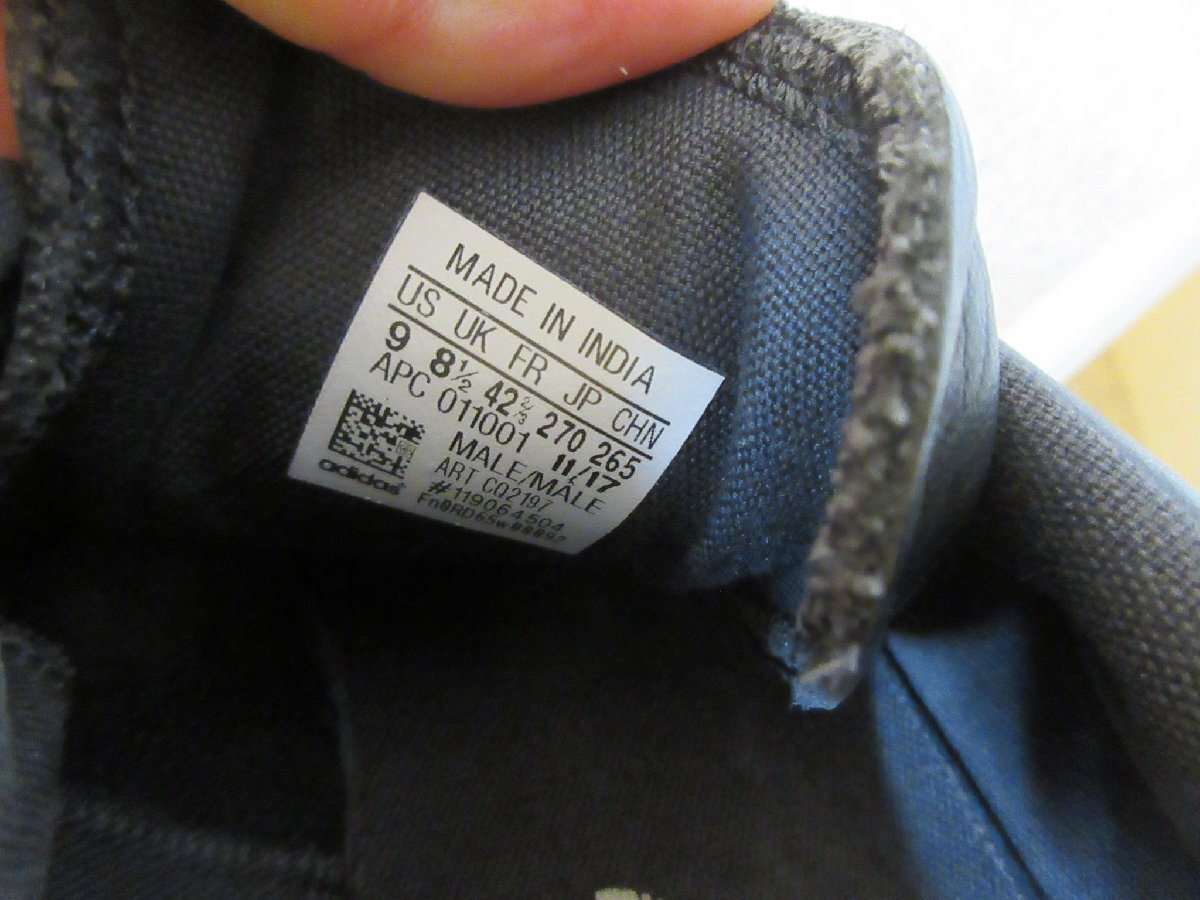 MADE IN INDIA
US UK FR JP CHN
9 8½ 42⅔ 270 265
APC 011001 11/17
MALE/MÂLE
ART CQ2197
#119064504
adidas